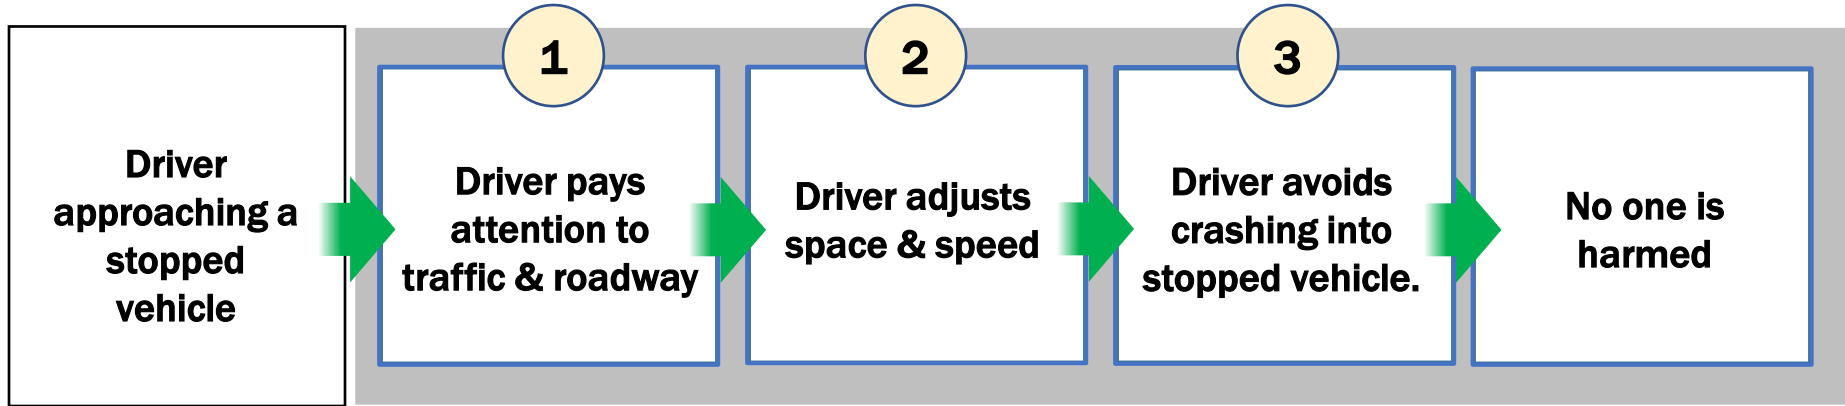 Driver
approaching a
stopped
vehicle
1
Driver pays
attention to
traffic & roadway
2
Driver adjusts
space & speed
3
Driver avoids
crashing into
stopped vehicle.
No one is
harmed